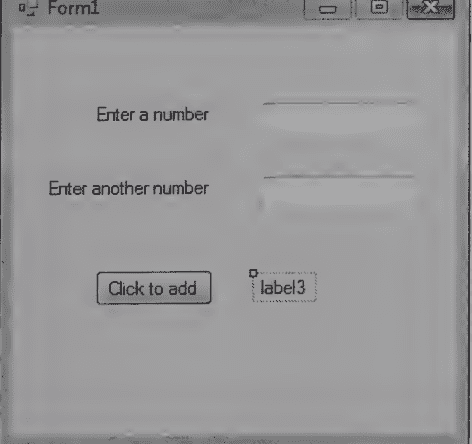 Form1
Enter a number
Enter another number
Click to add
label3